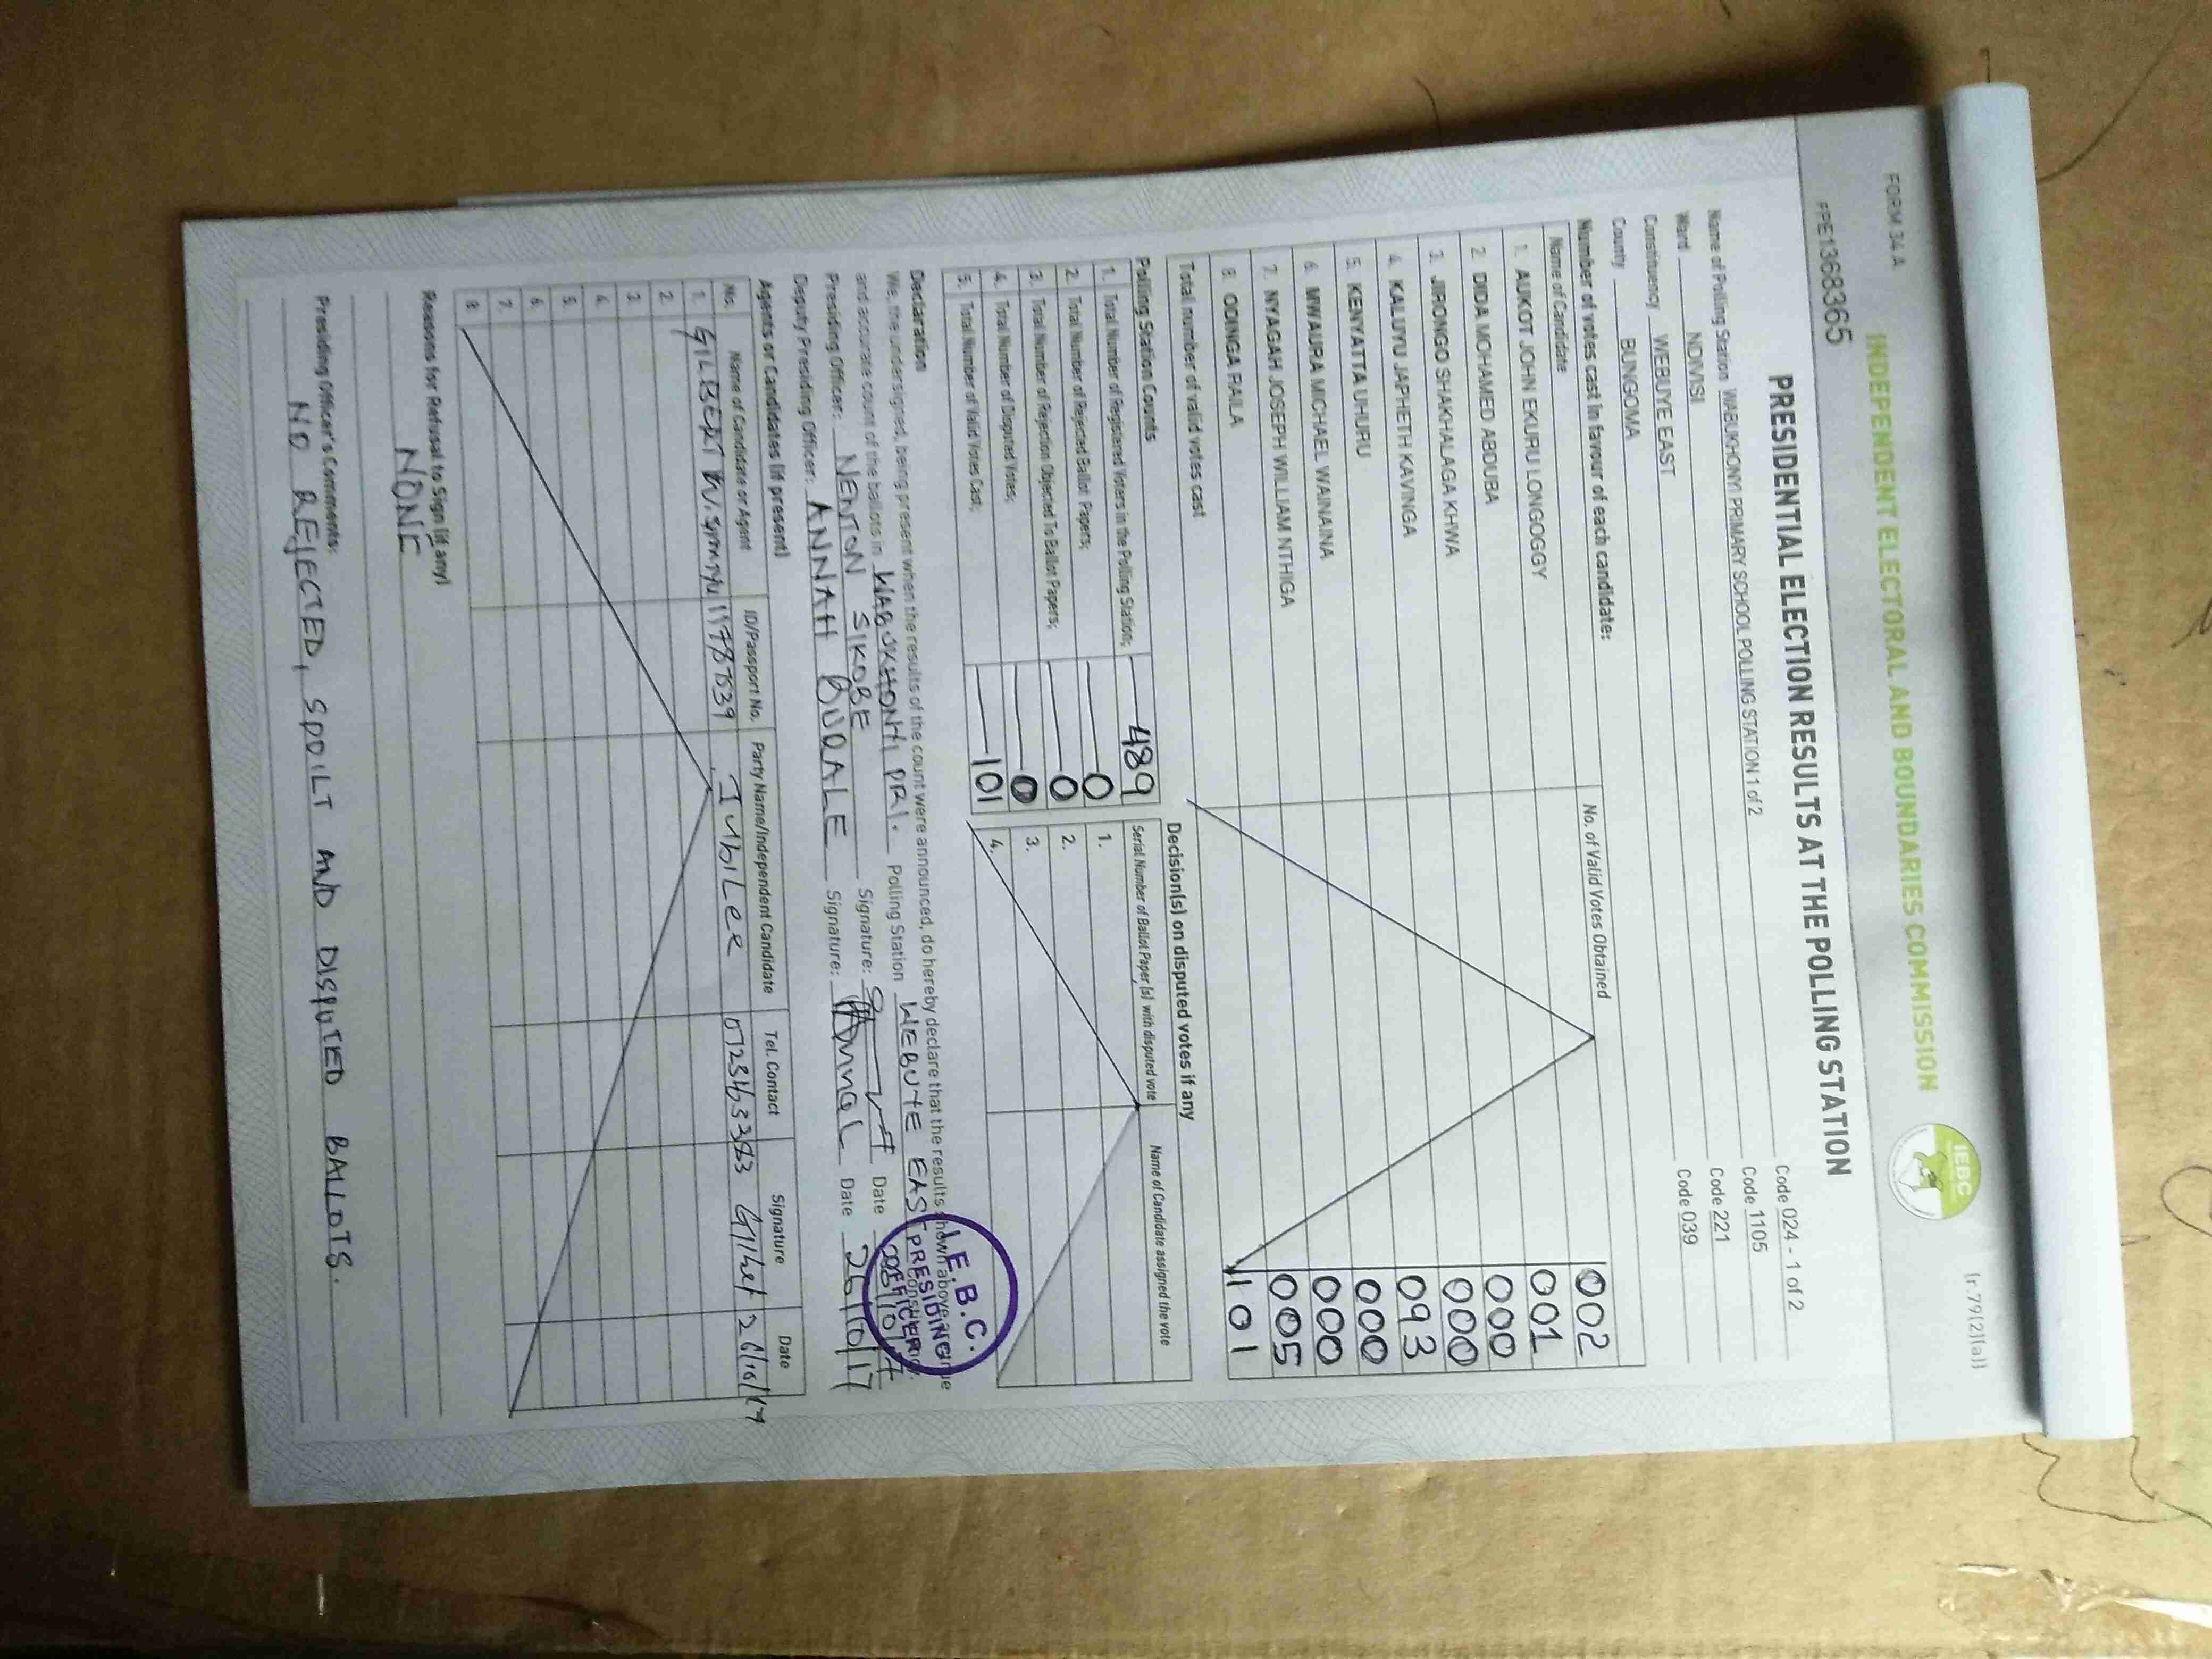 FORM 34 A
(r.79(2)(a))
INDEPENDENT ELECTORAL AND BOUNDARIES COMMISSION
IEBC
#PE1368365
PRESIDENTIAL ELECTION RESULTS AT THE POLLING STATION
Name of Polling Station WABUKHONYI PRIMARY SCHOOL POLLING STATION 1 of 2 Code 024 - 1 of 2
Ward NDIVISI Code 1105
Constituency WEBUYE EAST Code 221
County BUNGOMA Code 039
Number of votes cast in favour of each candidate:
Name of Candidate No. of Valid Votes Obtained
1. AUKOT JOHN EKURU LONGOGGY 002
2. DIDA MOHAMED ABDUBA 001
3. JIRONGO SHAKHALAGA KHWA 000
4. KALUYU JAPHETH KAVINGA 000
5. KENYATTA UHURU 093
6. MWAURA MICHAEL WAINAINA 000
7. NYAGAH JOSEPH WILLIAM NTHIGA 000
8. ODINGA RAILA 005
Total number of valid votes cast 101
Polling Station Counts
1. Total Number of Registered Voters in the Polling Station; 489
2. Total Number of Rejected Ballot Papers; 0
3. Total Number of Rejection Objected To Ballot Papers; 0
4. Total Number of Disputed Votes; 0
5. Total Number of Valid Votes Cast; 101
Decision(s) on disputed votes if any
Serial Number of Ballot Paper(s) with disputed vote Name of Candidate assigned the vote
1.
2.
3.
4.
Declaration
We, the undersigned, being present when the results of the count were announced, do hereby declare that the results shown above are true
and accurate count of the ballots in WABUKHONYI PRI. Polling Station WEBUYE EAST Constituency.
Presiding Officer: NEWTON SIKOBE Signature: Date 26/10/17
Deputy Presiding Officer: ANNAH BUDALE Signature: Date 26/10/17
I.E.B.C.
PRESIDING
OFFICER
Agents or Candidates (if present)
No. Name of Candidate or Agent ID/Passport No. Party Name/Independent Candidate Tel. Contact Signature Date
1. GILBERT W. 11787539 Jubilee 26/10/17
2.
3.
4.
5.
6.
7.
8.
Reasons for Refusal to Sign (if any)
NONE
Presiding Officer's Comments:
NO REJECTED, SPOILT AND DISPUTED BALLOTS.